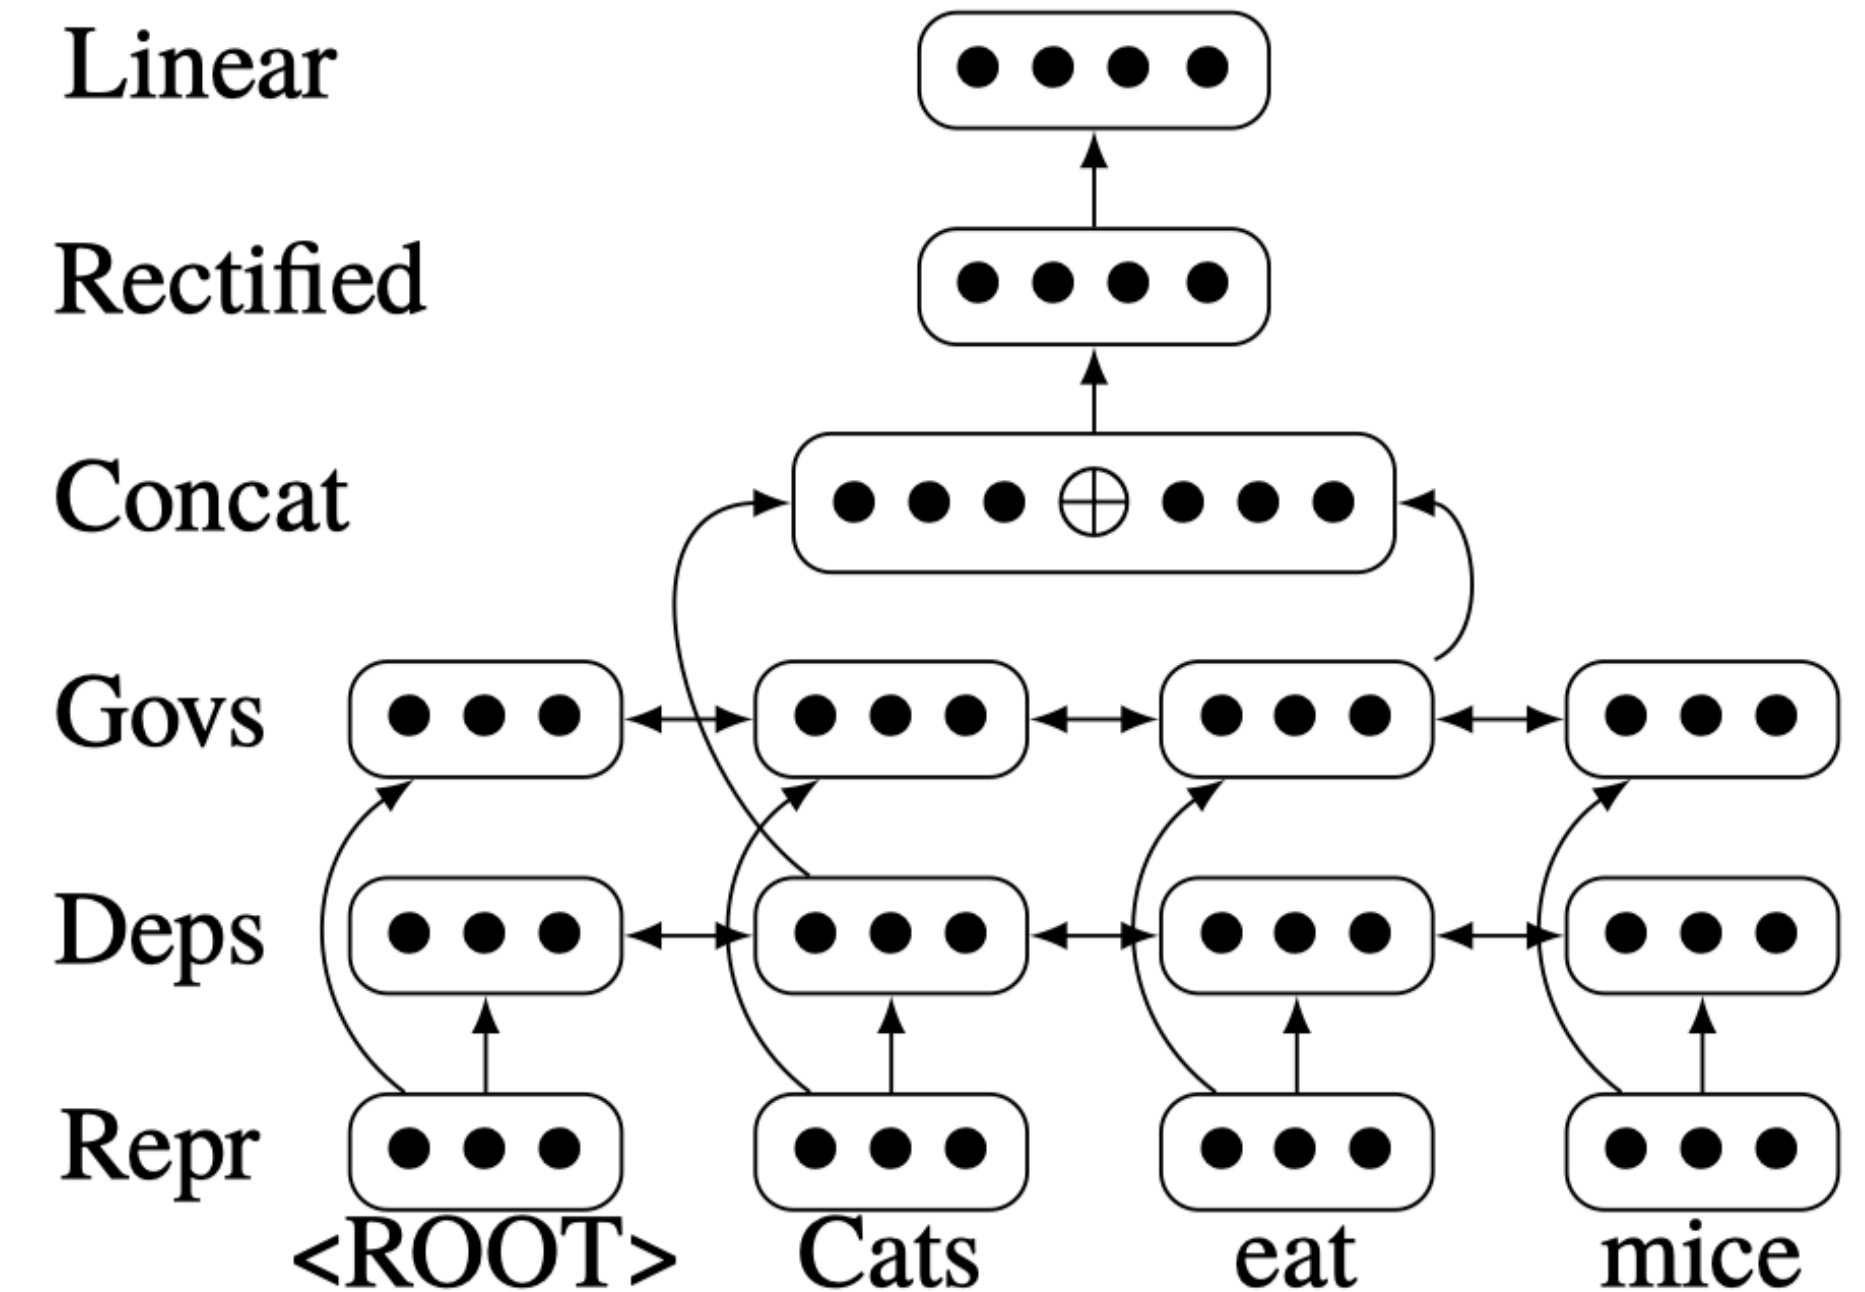 Linear
Rectified
Concat
Govs
Deps
Repr
<ROOT> Cats eat mice